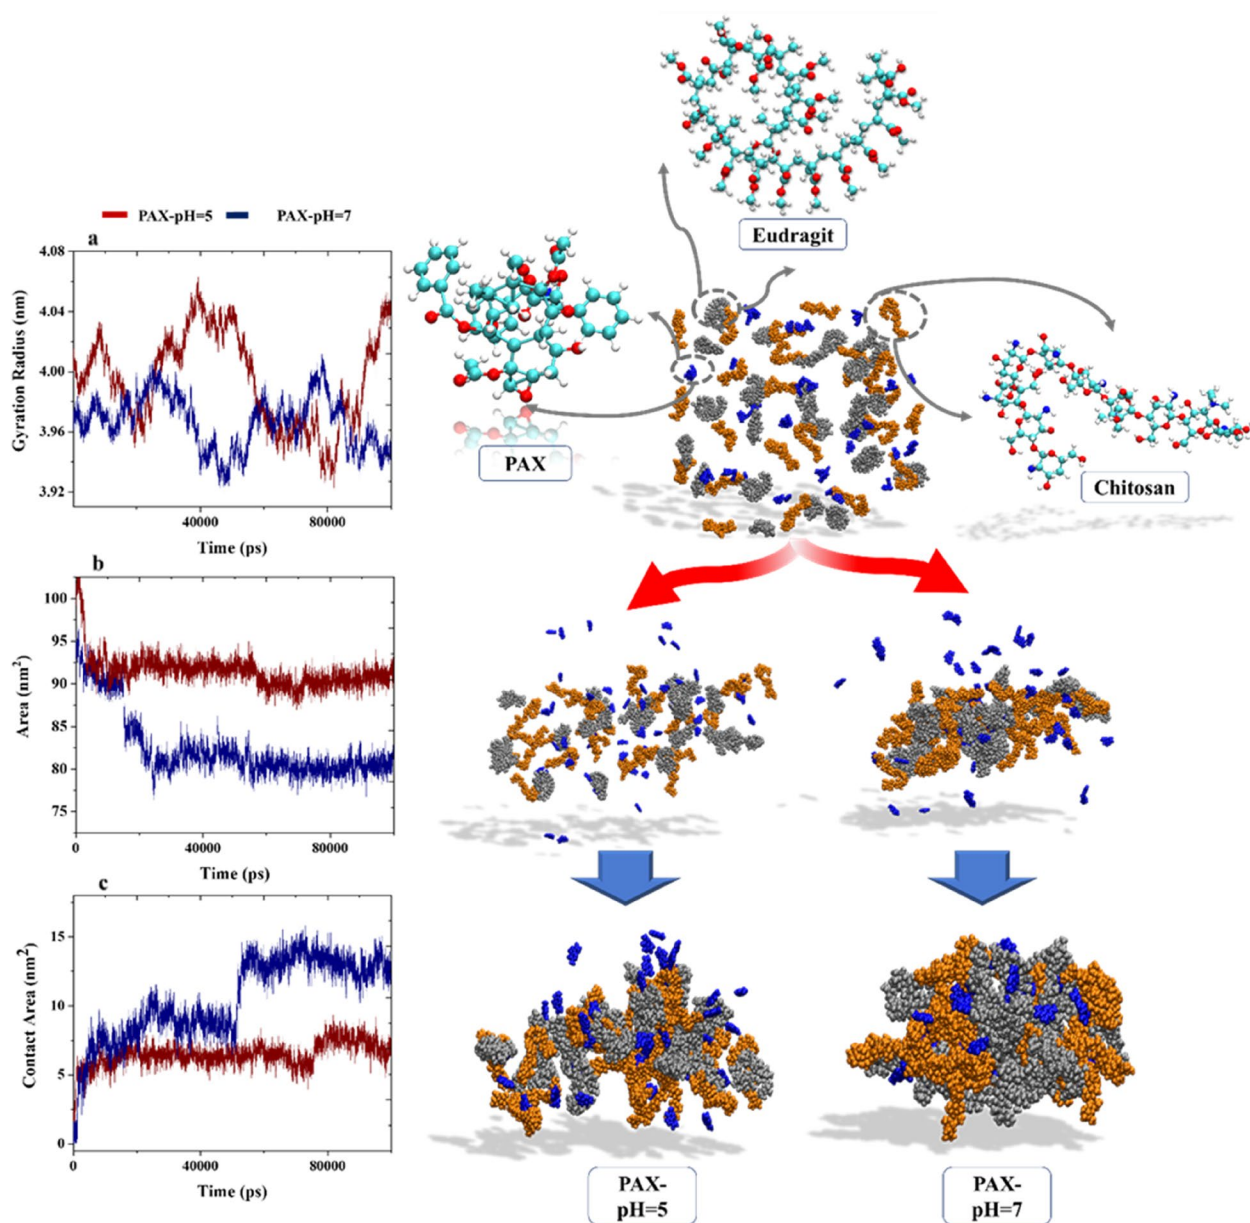 Eudragit
PAX-pH=5 PAX-pH=7
a
4.08
4.04
4.00
3.96
3.92
Gyration Radius (nm)
40000 80000
Time (ps)
PAX
Chitosan
b
100
95
90
85
80
75
Area (nm²)
0 40000 80000
Time (ps)
c
15
10
5
0
Contact Area (nm²)
0 40000 80000
Time (ps)
PAX-
pH=5
PAX-
pH=7